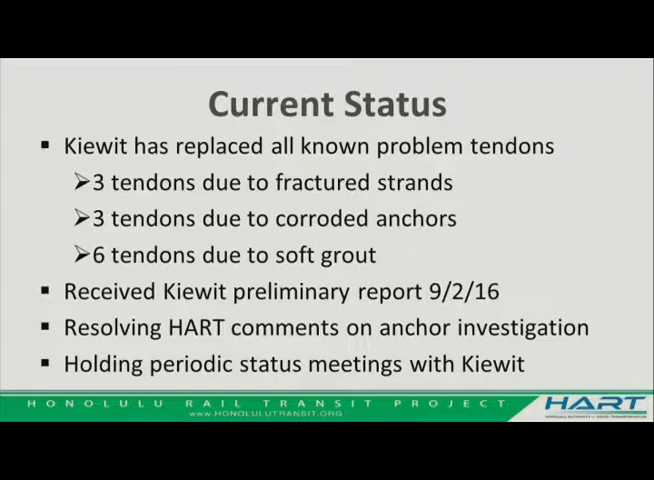 Current Status
▪ Kiewit has replaced all known problem tendons
➢3 tendons due to fractured strands
➢3 tendons due to corroded anchors
➢6 tendons due to soft grout
▪ Received Kiewit preliminary report 9/2/16
▪ Resolving HART comments on anchor investigation
▪ Holding periodic status meetings with Kiewit
HONOLULU RAIL TRANSIT PROJECT
www.HONOLULUTRANSIT.ORG
HART